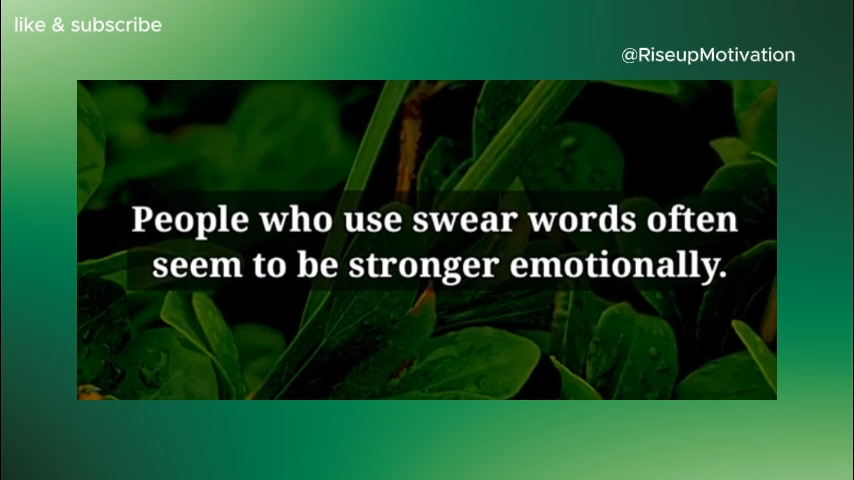 like & subscribe
@RiseupMotivation
People who use swear words often
seem to be stronger emotionally.